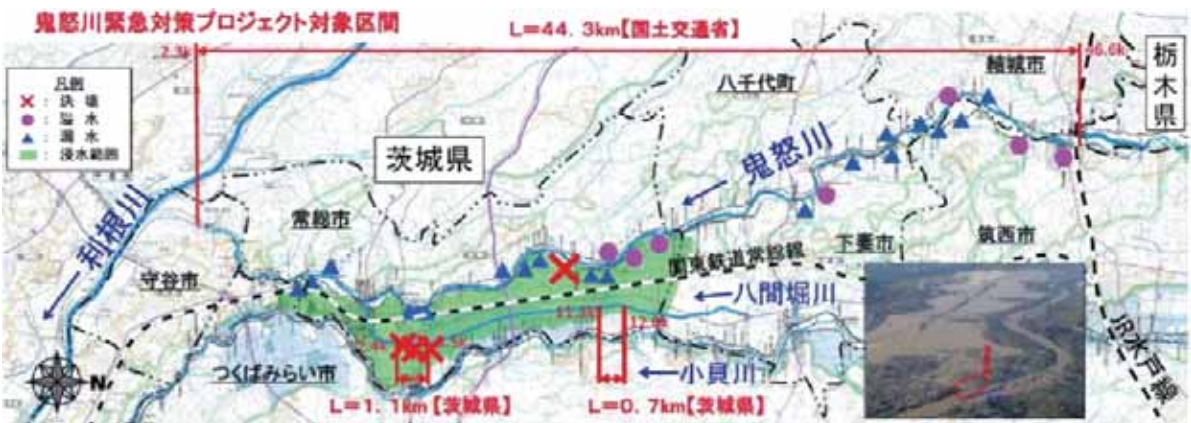 鬼怒川緊急対策プロジェクト対象区間
L=44.3km【国土交通省】
2.3k
46.6k
栃木県
結城市
八千代町
凡例
× : 決壊
● : 溢水
▲ : 漏水
: 浸水範囲
茨城県
←鬼怒川
←利根川
常総市
守谷市
関東鉄道常総線
下妻市
筑西市
←八間堀川
つくばみらい市
←小貝川
JR水戸線
N
L=1.1km【茨城県】
L=0.7km【茨城県】